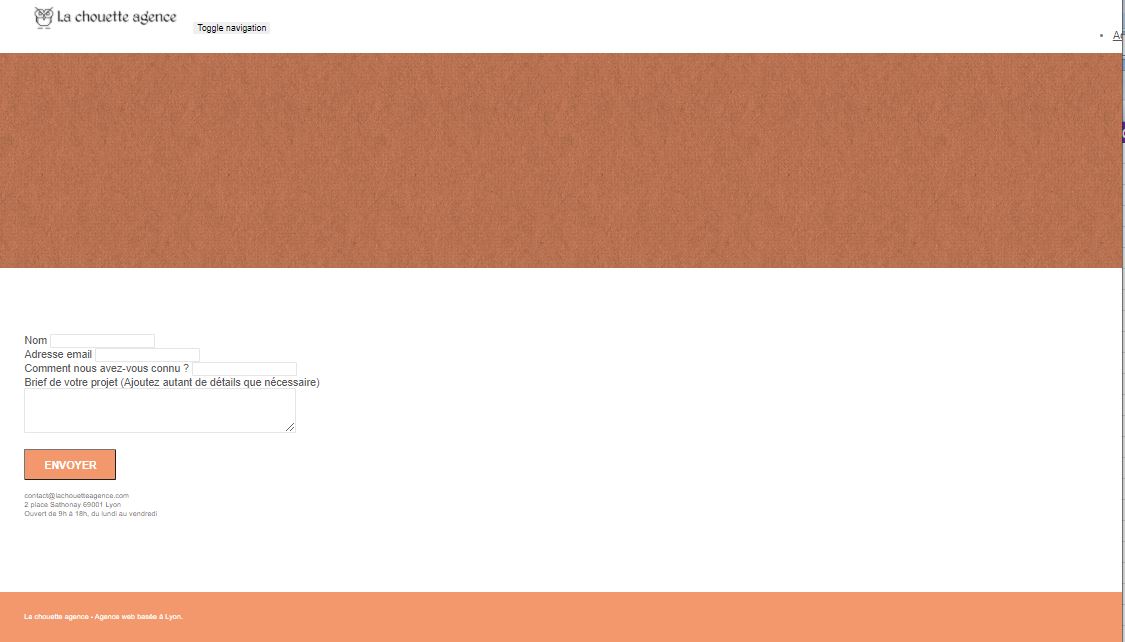 La chouette agence
Toggle navigation
Nom
Adresse email
Comment nous avez-vous connu ?
Brief de votre projet (Ajoutez autant de détails que nécessaire)
ENVOYER
contact@lachouetteagence.com
2 place Sathonay 69001 Lyon
Ouvert de 9h à 18h, du lundi au vendredi
La chouette agence - Agence web basée à Lyon.